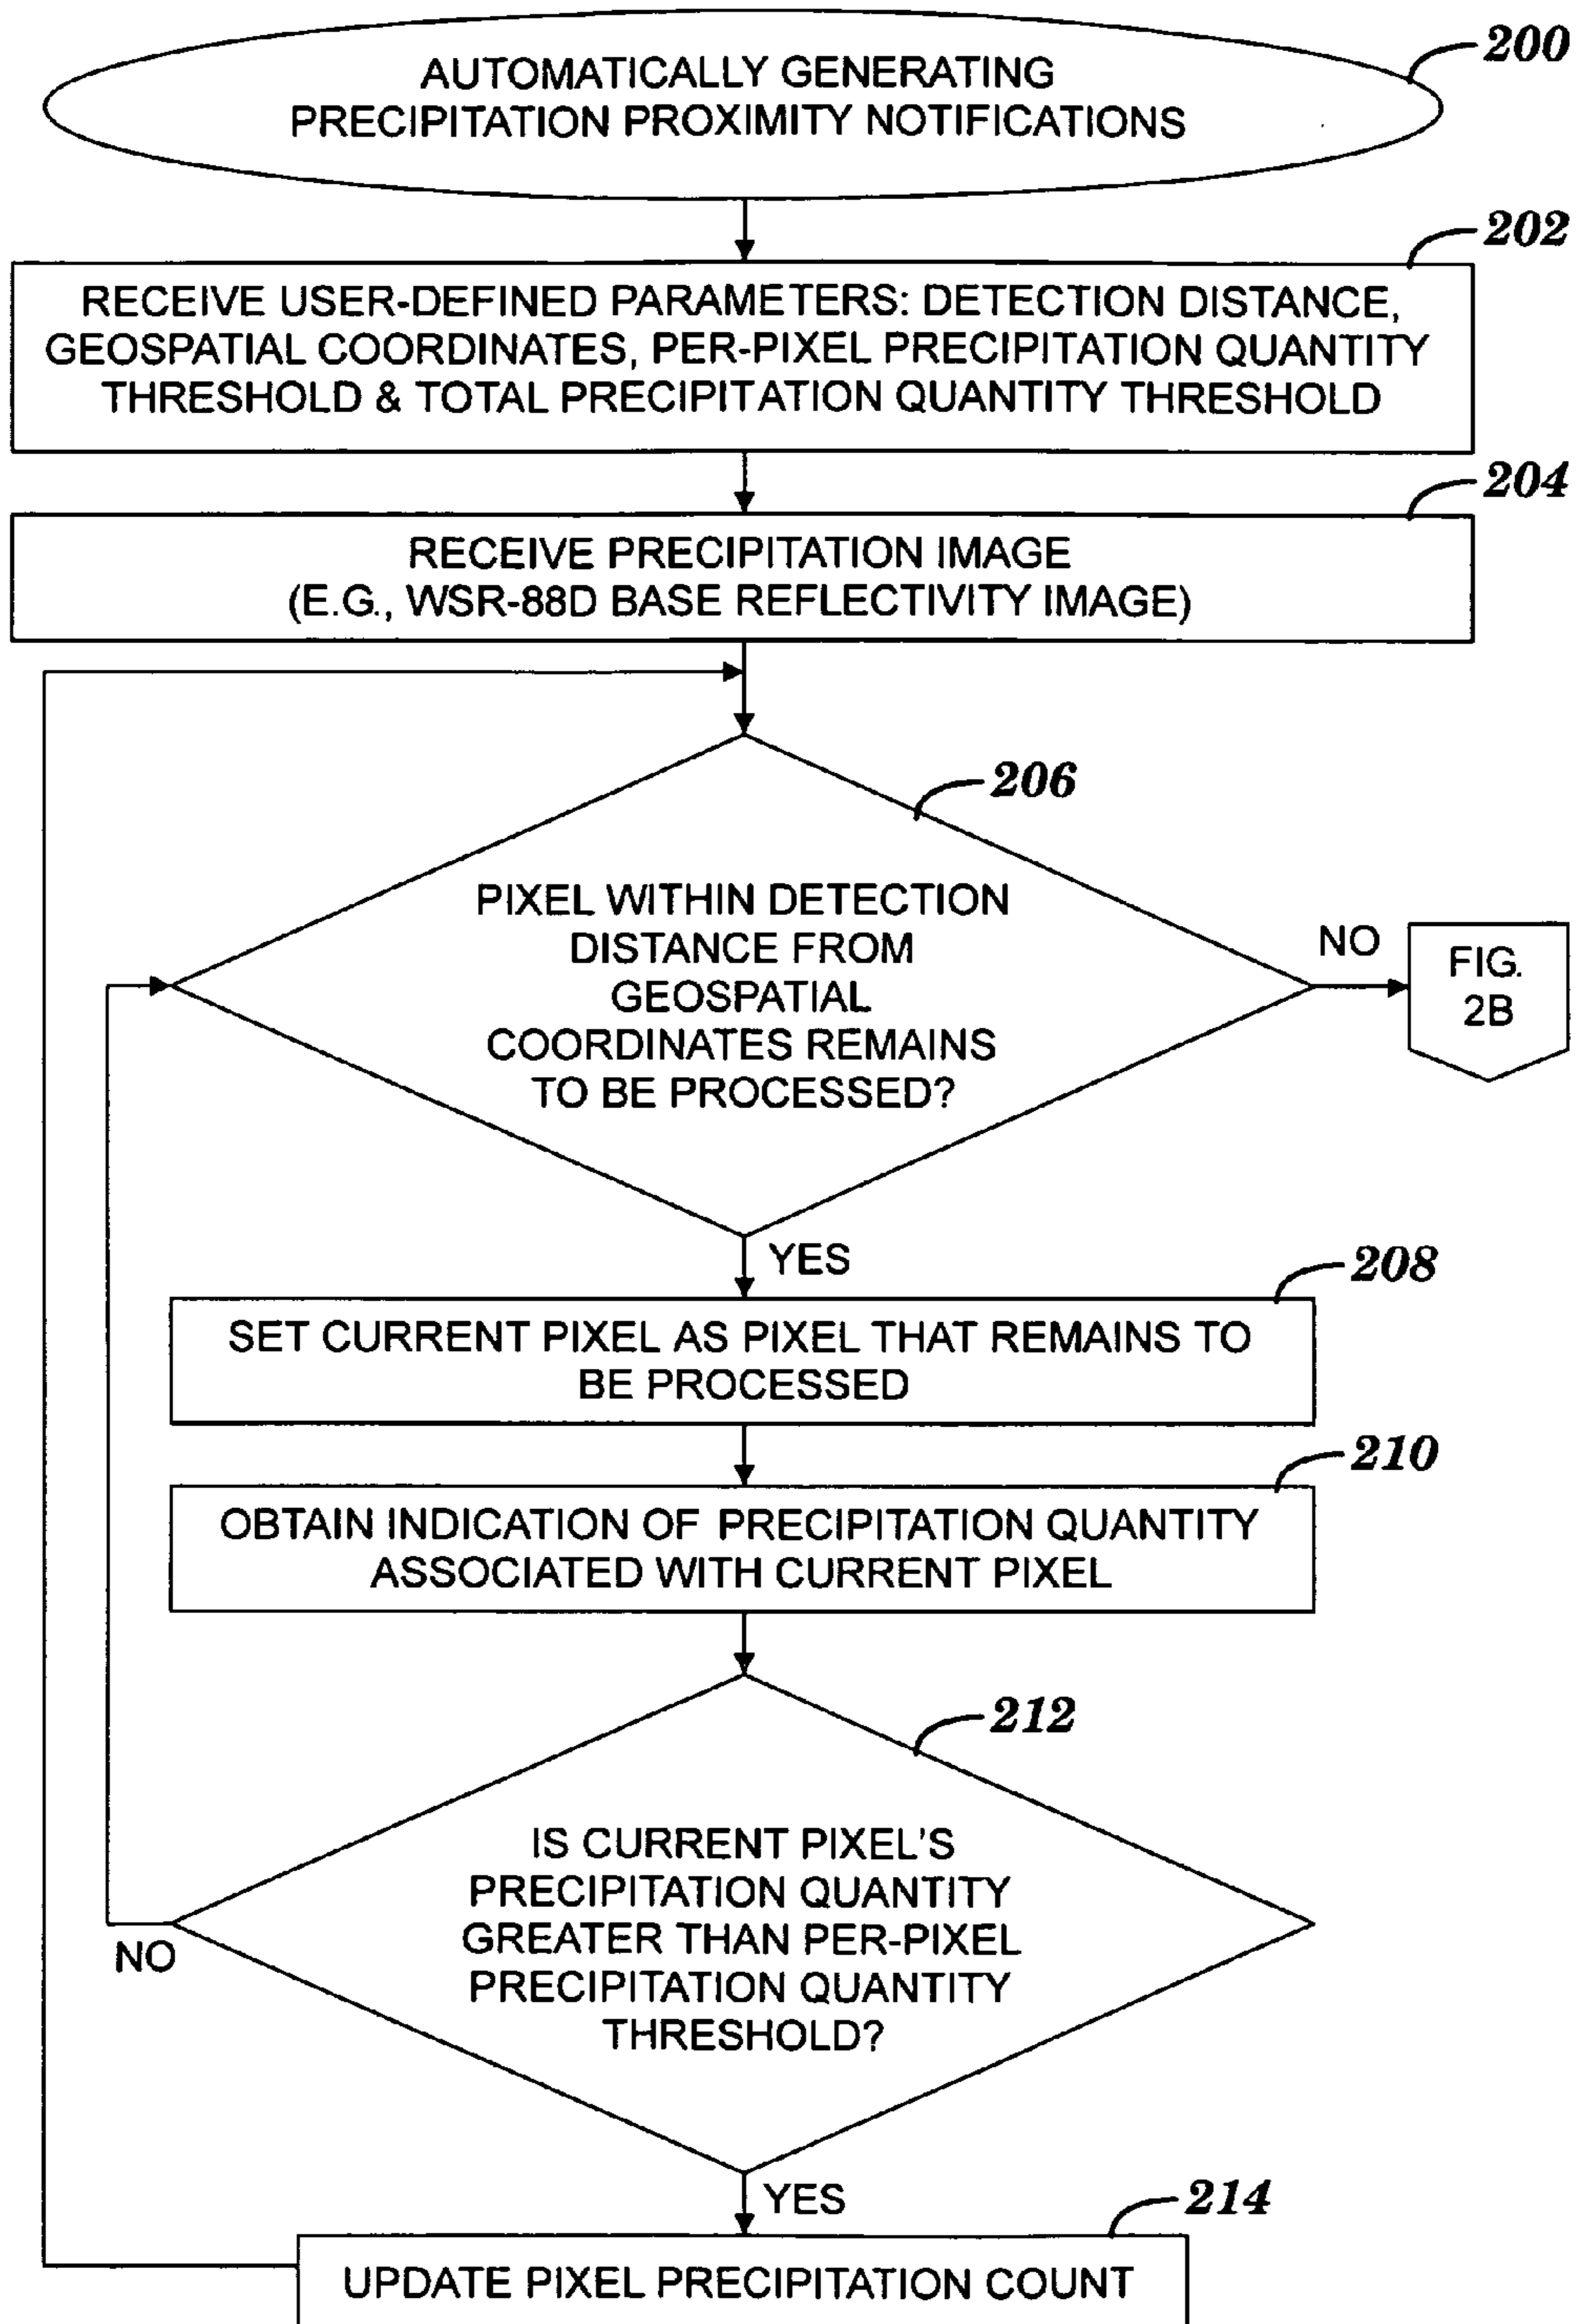 200
AUTOMATICALLY GENERATING
PRECIPITATION PROXIMITY NOTIFICATIONS
202
RECEIVE USER-DEFINED PARAMETERS: DETECTION DISTANCE,
GEOSPATIAL COORDINATES, PER-PIXEL PRECIPITATION QUANTITY
THRESHOLD & TOTAL PRECIPITATION QUANTITY THRESHOLD
204
RECEIVE PRECIPITATION IMAGE
(E.G., WSR-88D BASE REFLECTIVITY IMAGE)
206
PIXEL WITHIN DETECTION
DISTANCE FROM
GEOSPATIAL
COORDINATES REMAINS
TO BE PROCESSED?
NO
FIG.
2B
YES
208
SET CURRENT PIXEL AS PIXEL THAT REMAINS TO
BE PROCESSED
210
OBTAIN INDICATION OF PRECIPITATION QUANTITY
ASSOCIATED WITH CURRENT PIXEL
212
IS CURRENT PIXEL'S
PRECIPITATION QUANTITY
GREATER THAN PER-PIXEL
PRECIPITATION QUANTITY
THRESHOLD?
NO
YES
214
UPDATE PIXEL PRECIPITATION COUNT